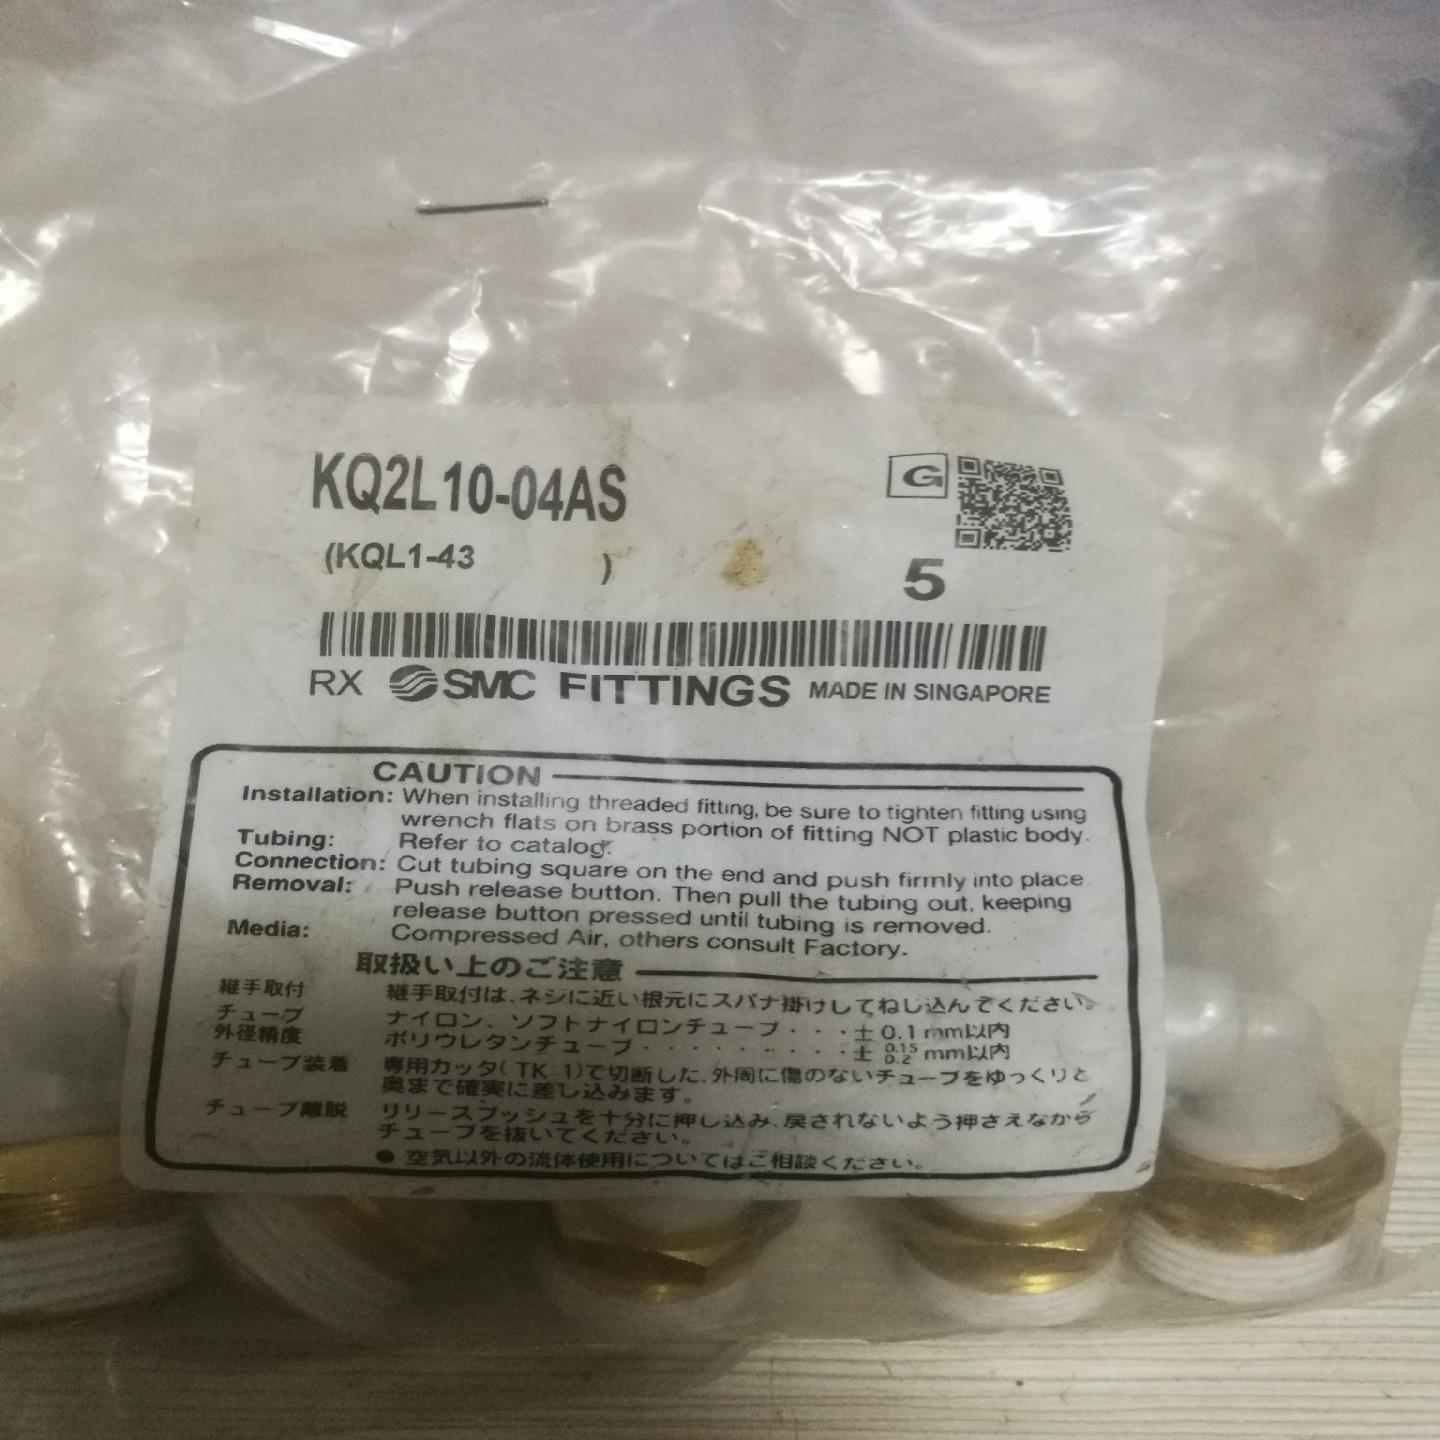 KQ2L10-04AS
G
(KQL1-43 )
5
RX SMC FITTINGS MADE IN SINGAPORE
CAUTION
Installation: When installing threaded fitting, be sure to tighten fitting using
wrench flats on brass portion of fitting NOT plastic body.
Tubing: Refer to catalog.
Connection: Cut tubing square on the end and push firmly into place
Removal: Push release button. Then pull the tubing out, keeping
release button pressed until tubing is removed.
Media: Compressed Air, others consult Factory.
取扱い上のご注意
継手取付 継手取付は、ネジに近い根元にスパナ掛けしてねじ込んでください。
チューブ ナイロン、ソフトナイロンチューブ・・・± 0.1 mm以内
外径精度 ポリウレタンチューブ・・・・・・・・・± 0.15 0.2 mm以内
チューブ装着 専用カッタ(TK-1)で切断した、外周に傷のないチューブをゆっくりと
奥まで確実に差し込みます。
チューブ離脱 リリースブッシュを十分に押し込み、戻されないよう押さえながら
チューブを抜いてください。
● 空気以外の流体使用についてはご相談ください。